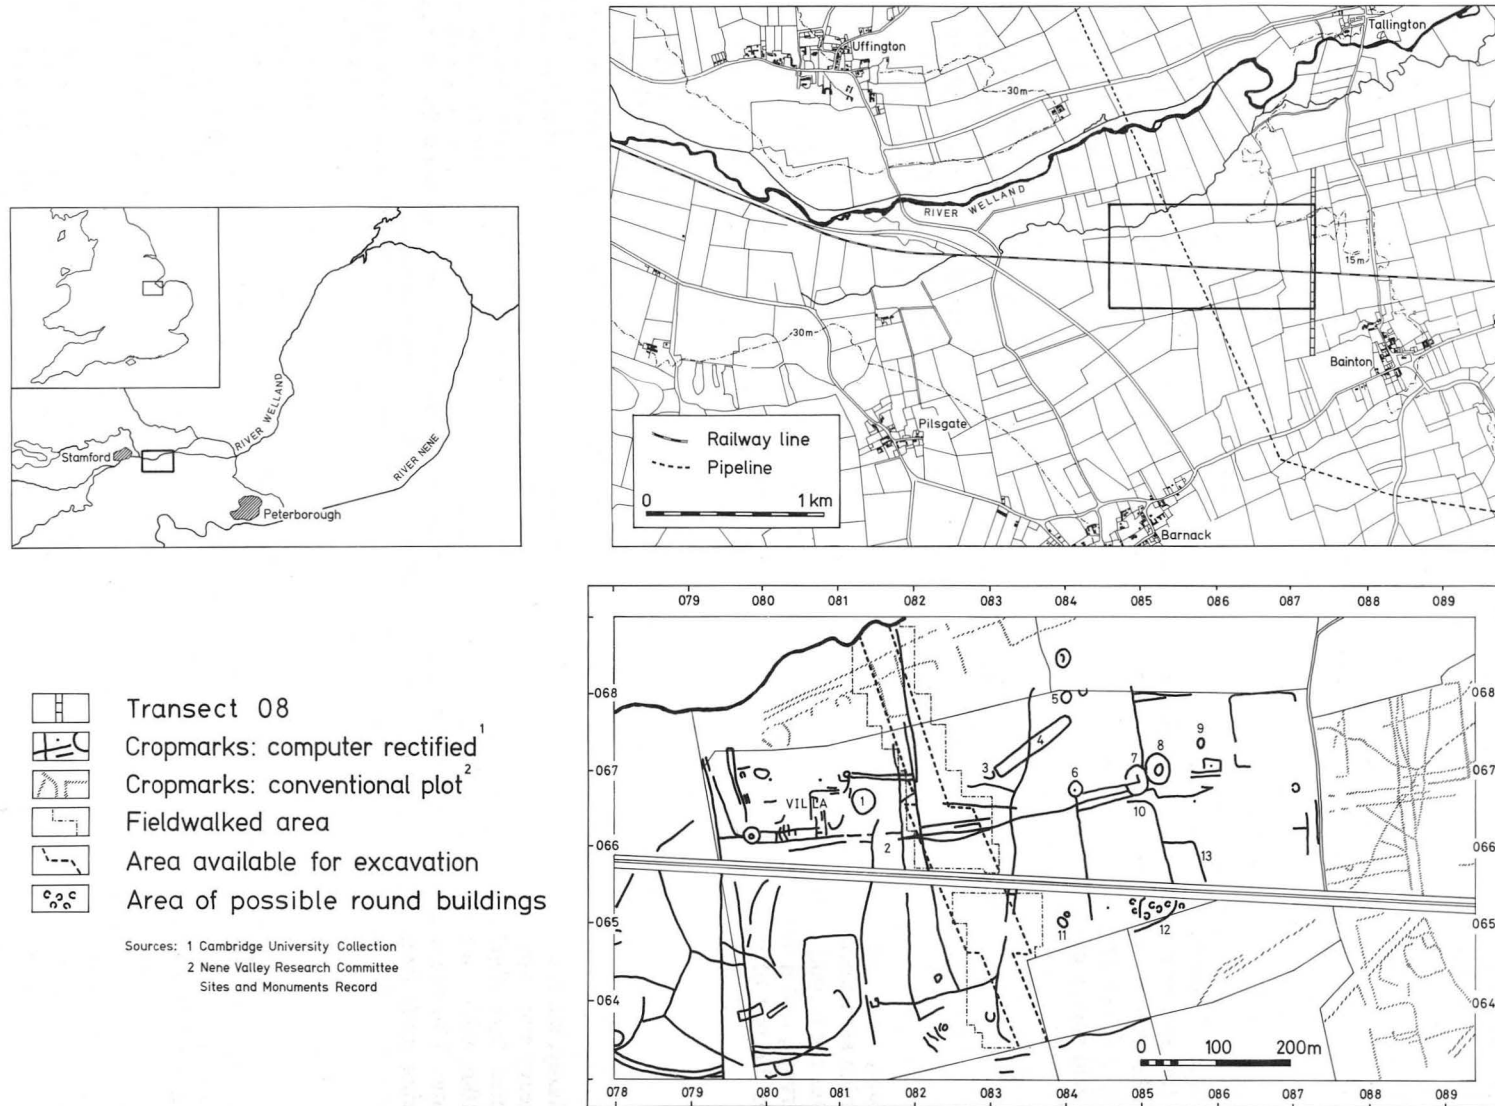 Stamford
RIVER WELLAND
RIVER NENE
Peterborough
Uffington
Tallington
30m
RIVER WELLAND
15m
30m
Bainton
Pilsgate
Barnack
Railway line
Pipeline
0 1 km
Transect 08
Cropmarks: computer rectified 1
Cropmarks: conventional plot 2
Fieldwalked area
Area available for excavation
Area of possible round buildings
Sources: 1 Cambridge University Collection
2 Nene Valley Research Committee
Sites and Monuments Record
079 080 081 082 083 084 085 086 087 088 089
068 068
067 067
066 066
065 065
064 064
5
4
3
9
8
7
6
VILLA
1
10
2
13
11
12
0 100 200m
078 079 080 081 082 083 084 085 086 087 088 089